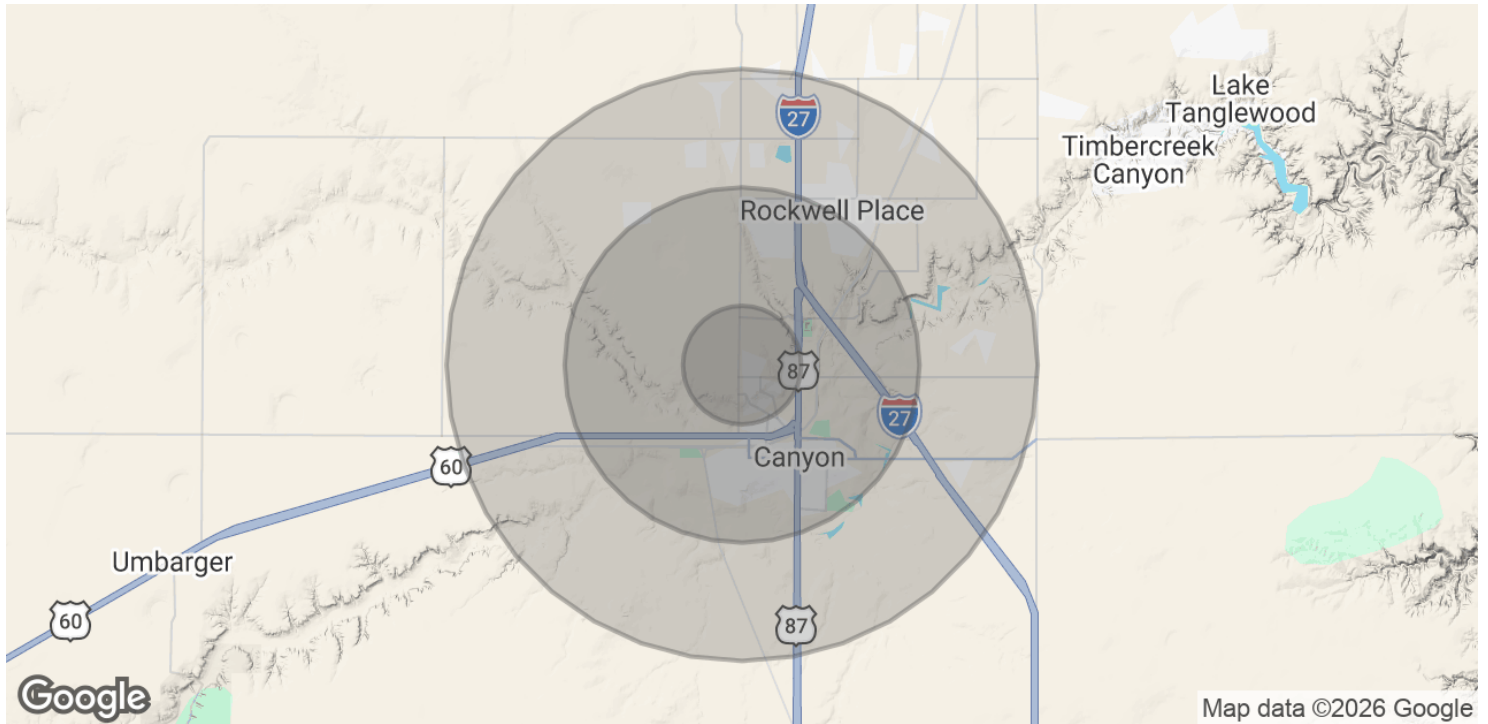 Lake
Tanglewood
27
Timbercreek
Canyon
Rockwell Place
87
27
Canyon
60
Umbarger
60
87
Google
Map data ©2026 Google